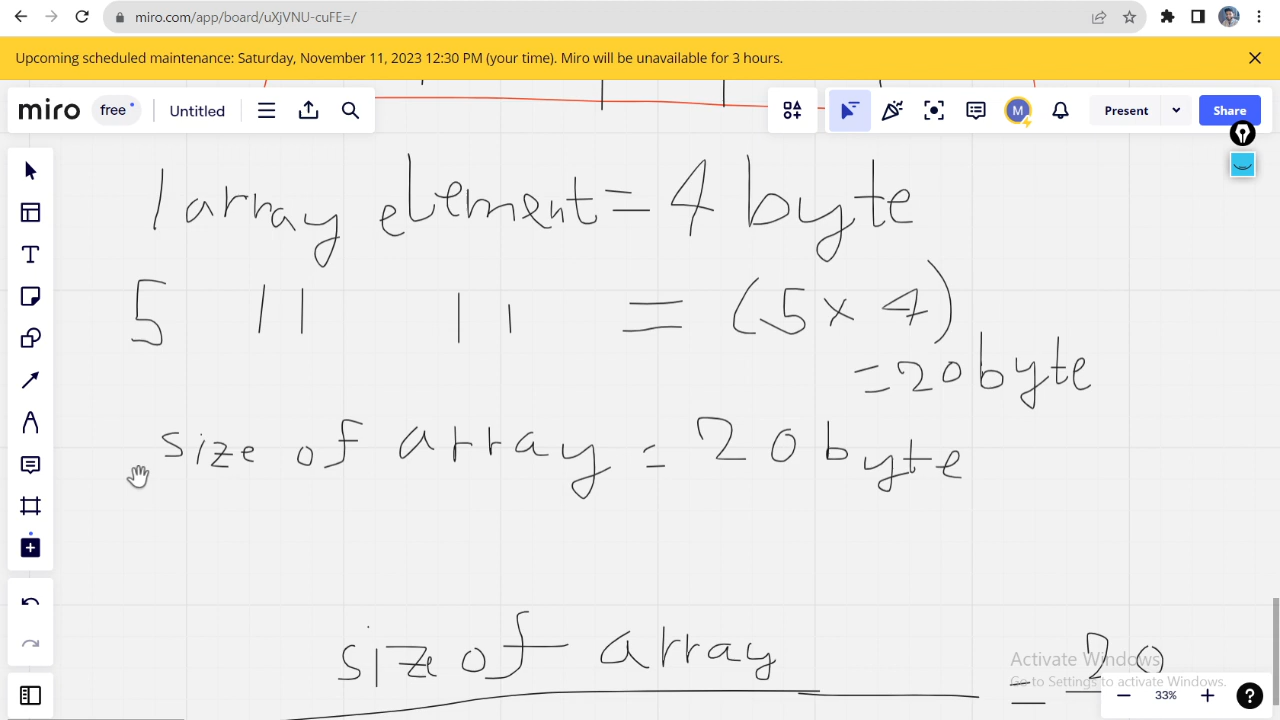 miro.com/app/board/uXjVNU-cuFE=/
Upcoming scheduled maintenance: Saturday, November 11, 2023 12:30 PM (your time). Miro will be unavailable for 3 hours.
miro free Untitled M Present Share
1 array element = 4 byte
5 11 11 = (5 x 4)
= 20 byte
size of array = 20 byte
size of array = 20
Activate Windows
Go to Settings to activate Windows.
33%